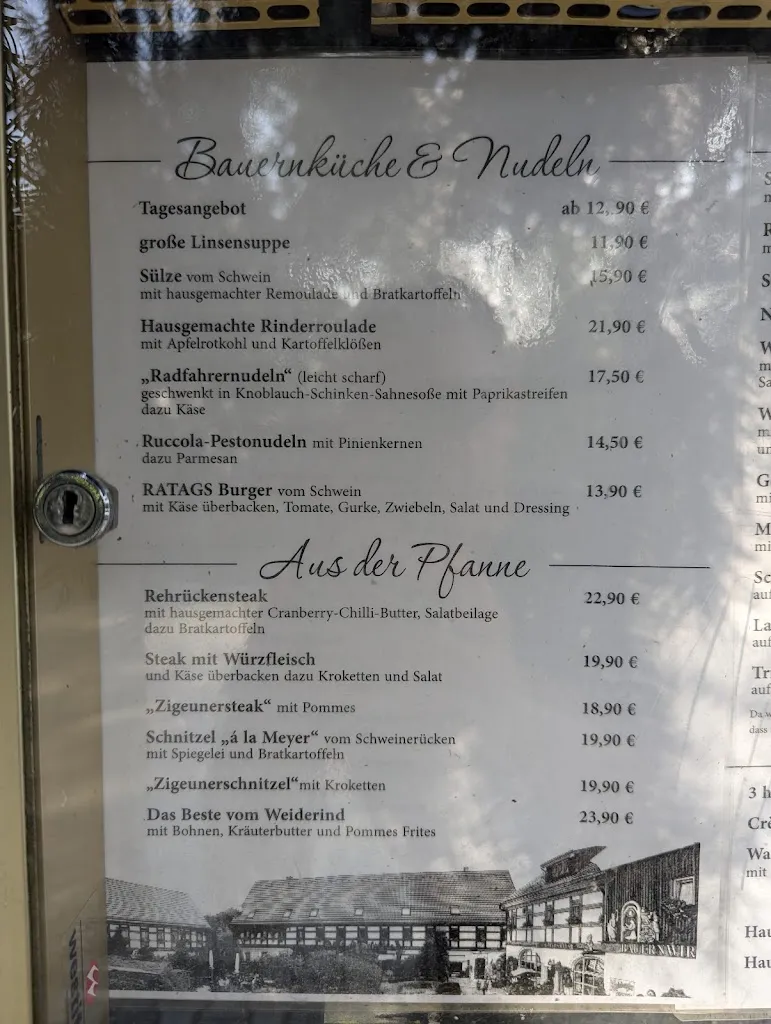 Bauernküche & Nudeln
Tagesangebot ab 12,90 €
große Linsensuppe 11,90 €
Sülze vom Schwein 15,90 €
mit hausgemachter Remoulade und Bratkartoffeln
Hausgemachte Rinderroulade 21,90 €
mit Apfelrotkohl und Kartoffelklößen
„Radfahrernudeln“ (leicht scharf) 17,50 €
geschwenkt in Knoblauch-Schinken-Sahnesoße mit Paprikastreifen
dazu Käse
Ruccola-Pestonudeln mit Pinienkernen 14,50 €
dazu Parmesan
RATAGS Burger vom Schwein 13,90 €
mit Käse überbacken, Tomate, Gurke, Zwiebeln, Salat und Dressing
Aus der Pfanne
Rehrückensteak 22,90 €
mit hausgemachter Cranberry-Chilli-Butter, Salatbeilage
dazu Bratkartoffeln
Steak mit Würzfleisch 19,90 €
und Käse überbacken dazu Kroketten und Salat
„Zigeunersteak“ mit Pommes 18,90 €
Schnitzel „á la Meyer“ vom Schweinerücken 19,90 €
mit Spiegelei und Bratkartoffeln
„Zigeunerschnitzel“ mit Kroketten 19,90 €
Das Beste vom Weiderind 23,90 €
mit Bohnen, Kräuterbutter und Pommes Frites
BAUERNWIR